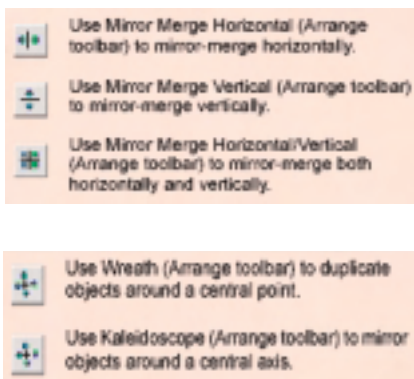 Use Mirror Merge Horizontal (Arrange
toolbar) to mirror-merge horizontally.
Use Mirror Merge Vertical (Arrange toolbar)
to mirror-merge vertically.
Use Mirror Merge Horizontal/Vertical
(Arrange toolbar) to mirror-merge both
horizontally and vertically.
Use Wreath (Arrange toolbar) to duplicate
objects around a central point.
Use Kaleidoscope (Arrange toolbar) to mirror
objects around a central axis.